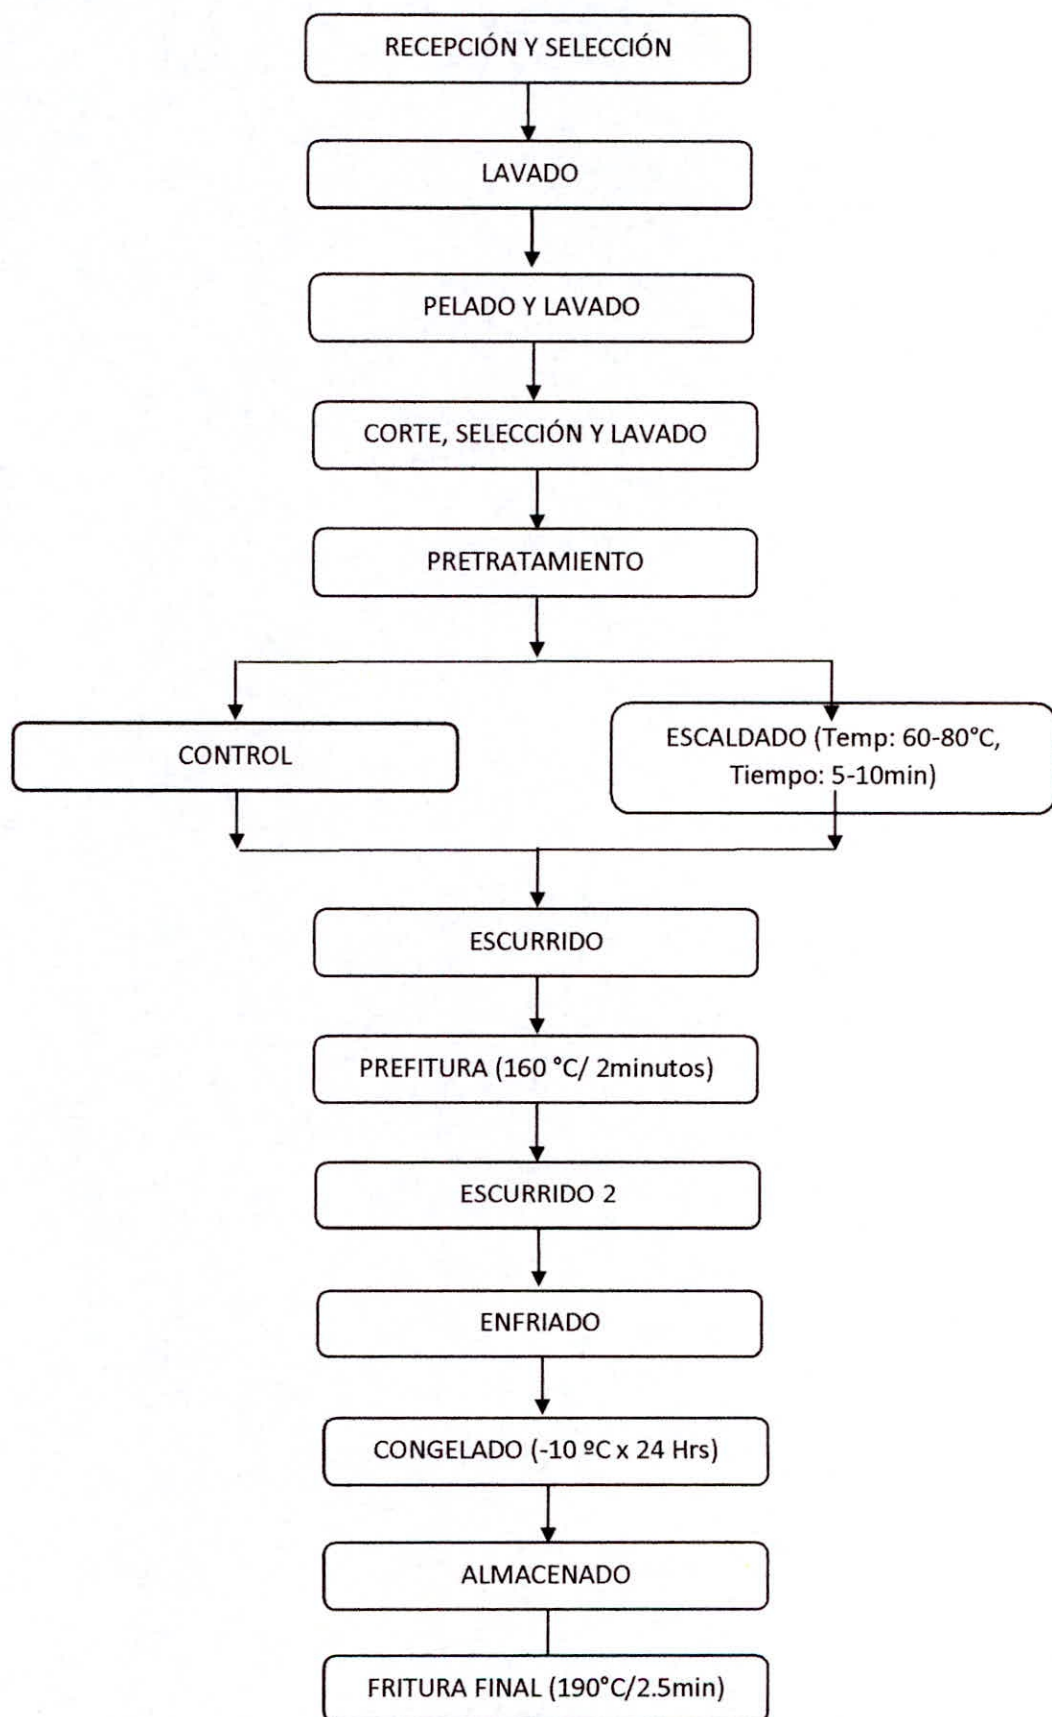 RECEPCIÓN Y SELECCIÓN
LAVADO
PELADO Y LAVADO
CORTE, SELECCIÓN Y LAVADO
PRETRATAMIENTO
CONTROL
ESCALDADO (Temp: 60-80°C,
Tiempo: 5-10min)
ESCURRIDO
PREFITURA (160 °C/ 2minutos)
ESCURRIDO 2
ENFRIADO
CONGELADO (-10 ºC x 24 Hrs)
ALMACENADO
FRITURA FINAL (190°C/2.5min)